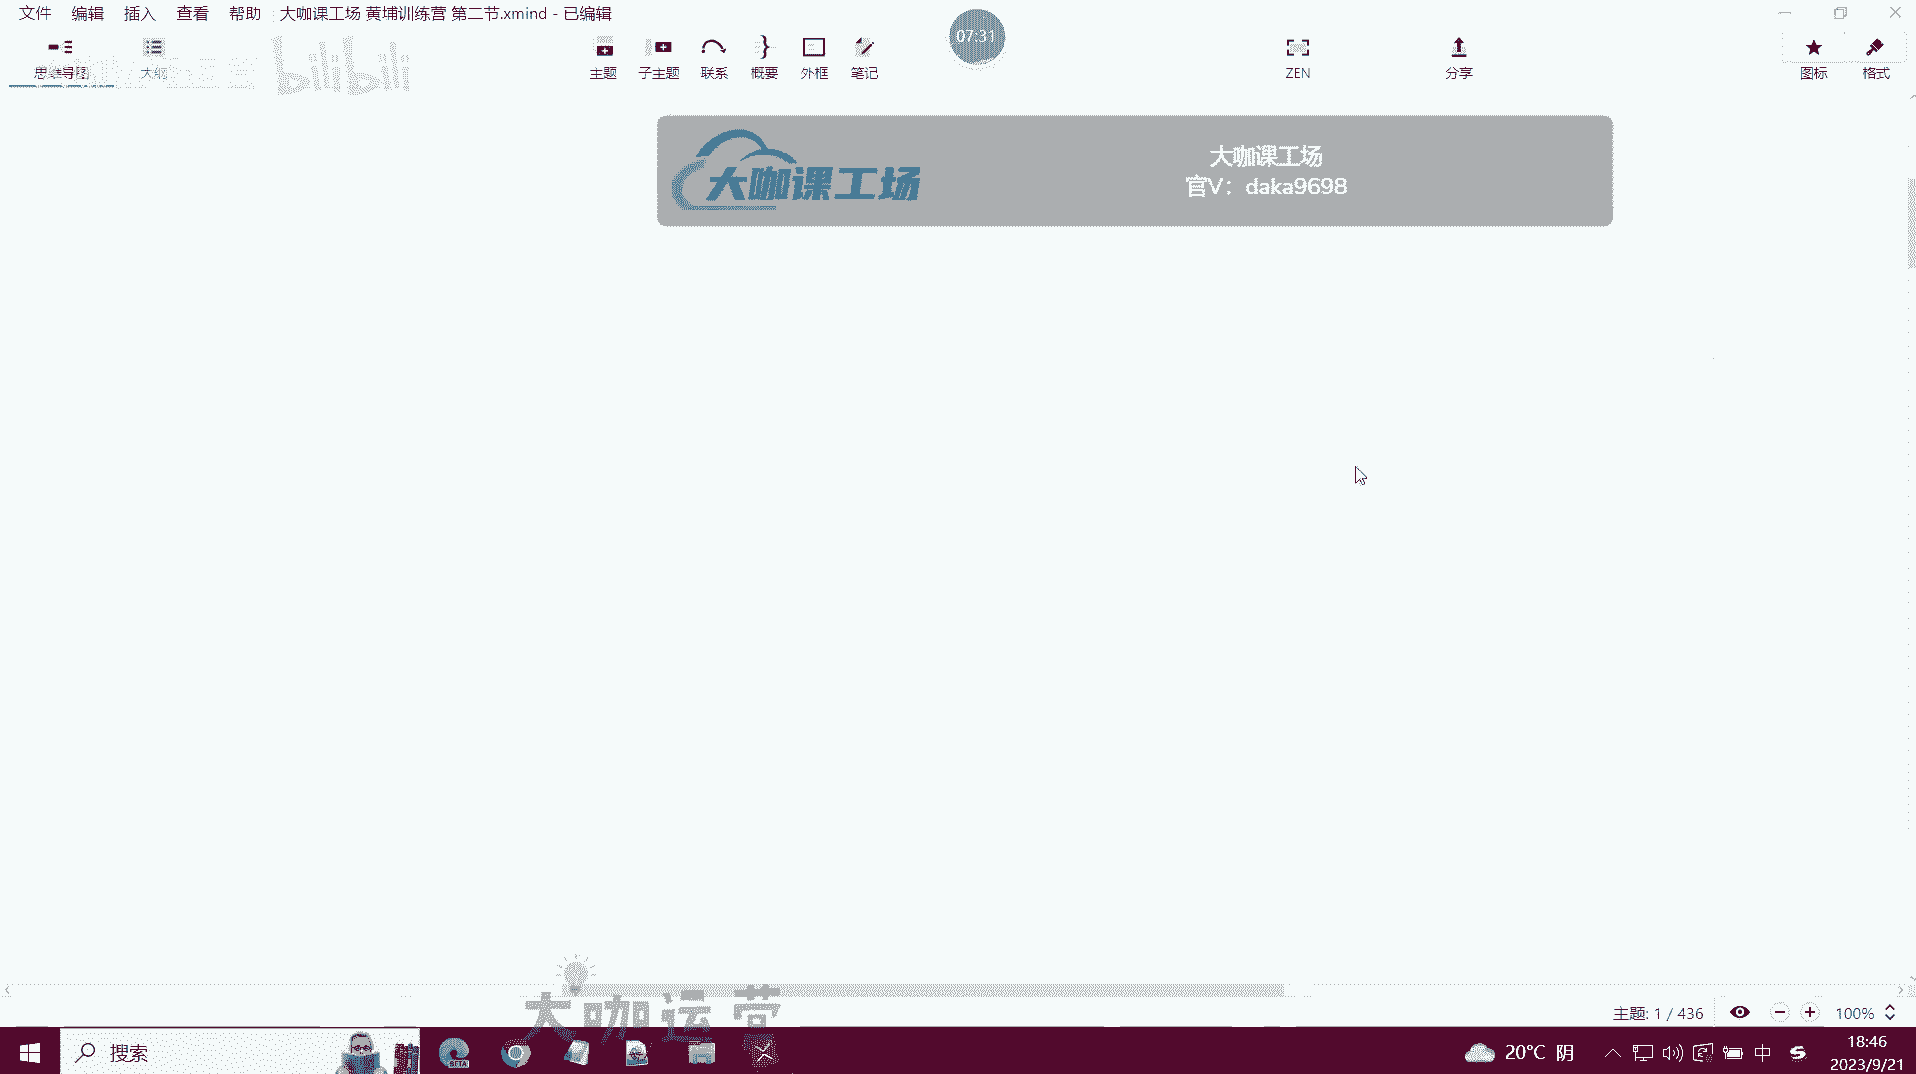 文件 编辑 插入 查看 帮助 大咖课工场 黄埔训练营 第二节.xmind - 已编辑
07:31
思维导图 大纲 主题 子主题 联系 概要 外框 笔记 ZEN 分享 图标 格式
bilibili
大咖课工场
大咖课工场
官V：daka9698
大咖运营
主题: 1 / 436 100%
搜索
BETA
20°C 阴
中
18:46
2023/9/21